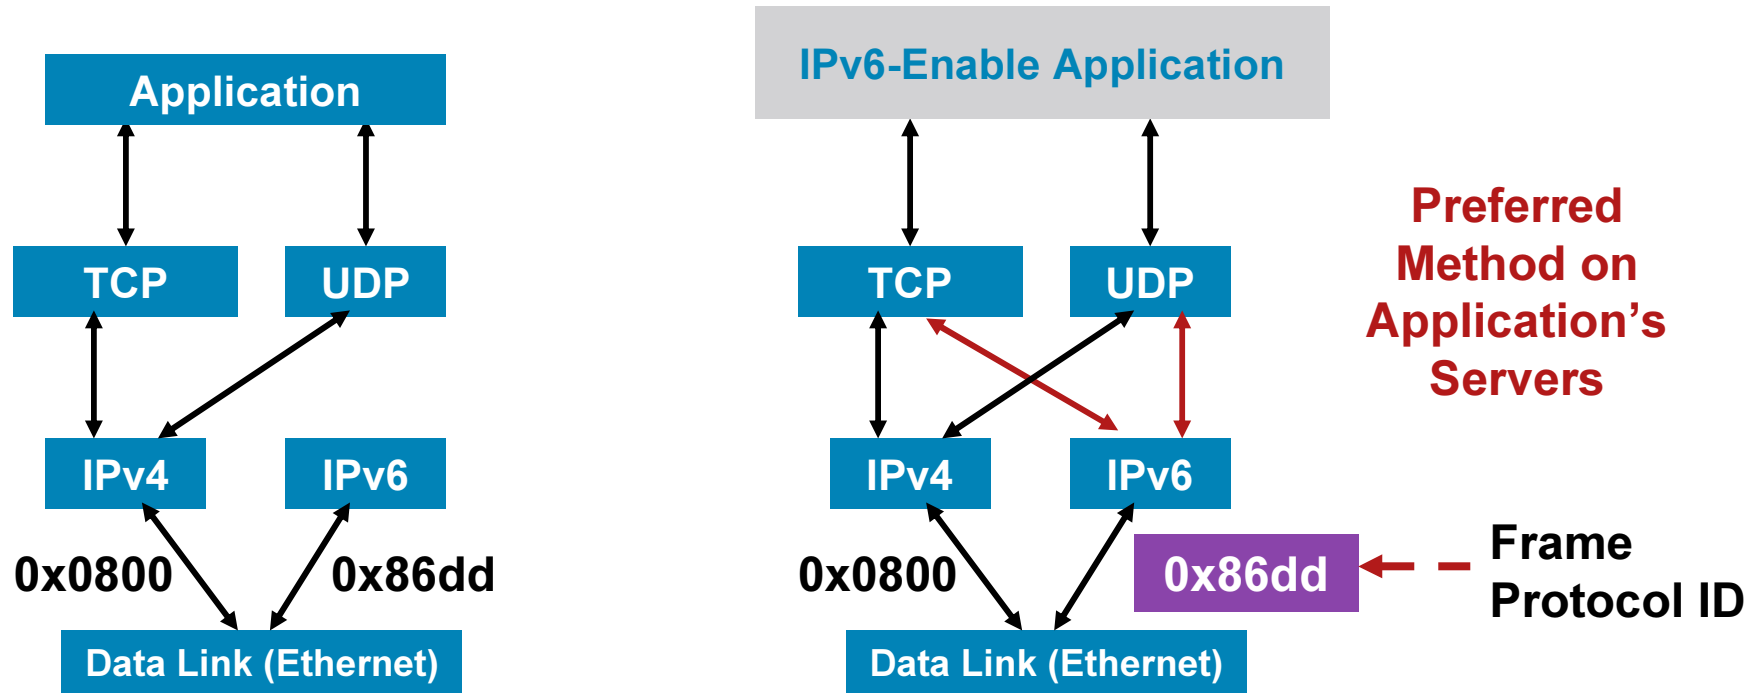 Application
TCP
UDP
IPv4
IPv6
0x0800
0x86dd
Data Link (Ethernet)
IPv6-Enable Application
TCP
UDP
IPv4
IPv6
0x0800
0x86dd
Data Link (Ethernet)
Preferred
Method on
Application’s
Servers
Frame
Protocol ID